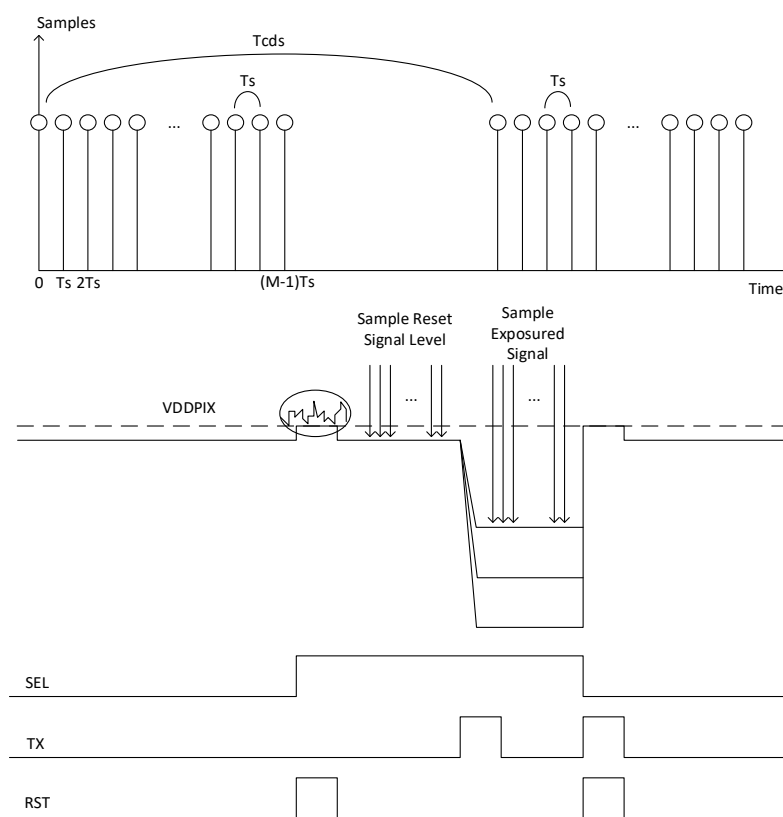 Samples
Tcds
Ts
Ts
...
...
0 Ts 2Ts (M-1)Ts
Time
Sample Reset
Signal Level
Sample
Exposured
Signal
...
...
VDDPIX
SEL
TX
RST